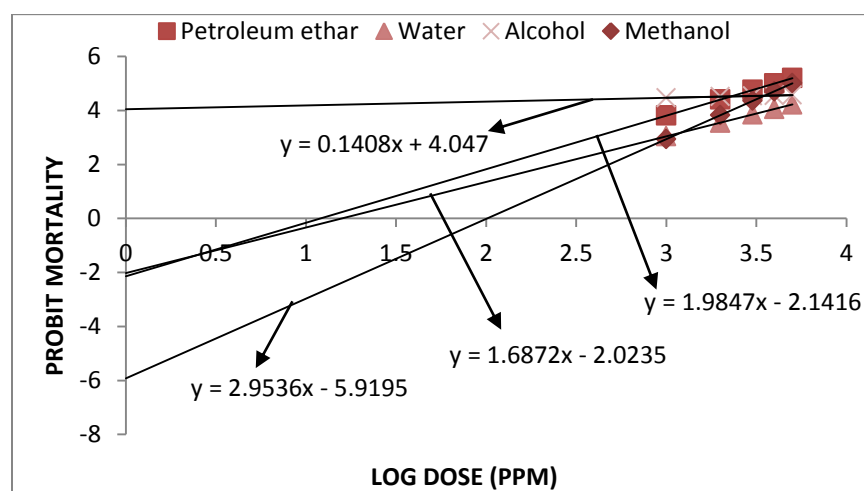 Petroleum ethar Water Alcohol Methanol
6
4
2
0
-2
-4
-6
-8
0 0.5 1 1.5 2 2.5 3 3.5 4
y = 0.1408x + 4.047
y = 1.9847x - 2.1416
y = 1.6872x - 2.0235
y = 2.9536x - 5.9195
PROBIT MORTALITY
LOG DOSE (PPM)